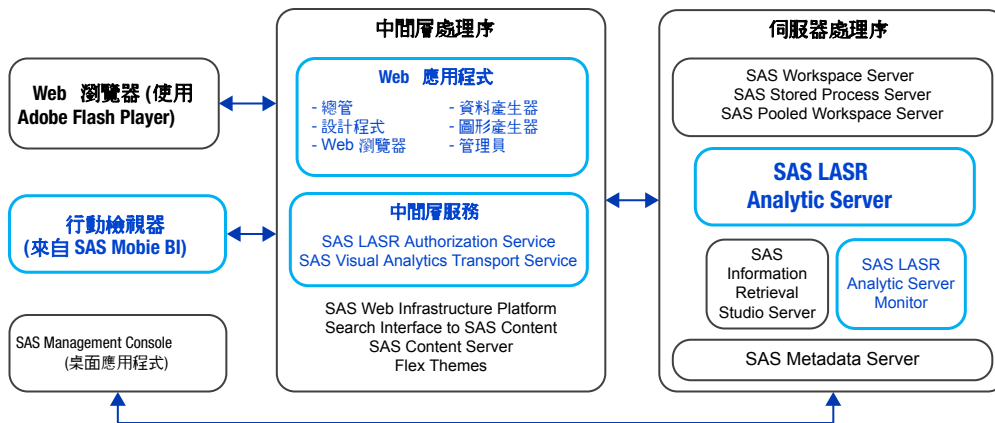 Web 瀏覽器 (使用
Adobe Flash Player)
行動檢視器
(來自 SAS Mobie BI)
SAS Management Console
(桌面應用程式)
中間層處理序
Web 應用程式
- 總管
- 設計程式
- Web 瀏覽器
- 資料產生器
- 圖形產生器
- 管理員
中間層服務
SAS LASR Authorization Service
SAS Visual Analytics Transport Service
SAS Web Infrastructure Platform
Search Interface to SAS Content
SAS Content Server
Flex Themes
伺服器處理序
SAS Workspace Server
SAS Stored Process Server
SAS Pooled Workspace Server
SAS LASR
Analytic Server
SAS
Information
Retrieval
Studio Server
SAS LASR
Analytic Server
Monitor
SAS Metadata Server